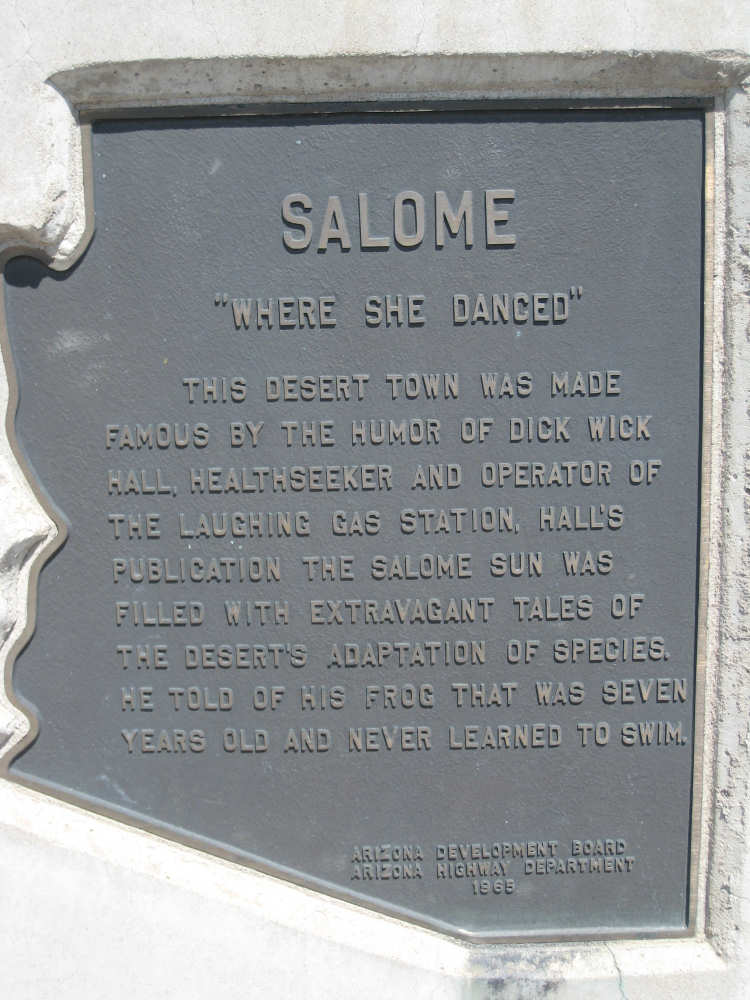 SALOME
"WHERE SHE DANCED"
THIS DESERT TOWN WAS MADE
FAMOUS BY THE HUMOR OF DICK WICK
HALL, HEALTHSEEKER AND OPERATOR OF
THE LAUGHING GAS STATION, HALL'S
PUBLICATION THE SALOME SUN WAS
FILLED WITH EXTRAVAGANT TALES OF
THE DESERT'S ADAPTATION OF SPECIES.
HE TOLD OF HIS FROG THAT WAS SEVEN
YEARS OLD AND NEVER LEARNED TO SWIM.
ARIZONA DEVELOPMENT BOARD
ARIZONA HIGHWAY DEPARTMENT
1965